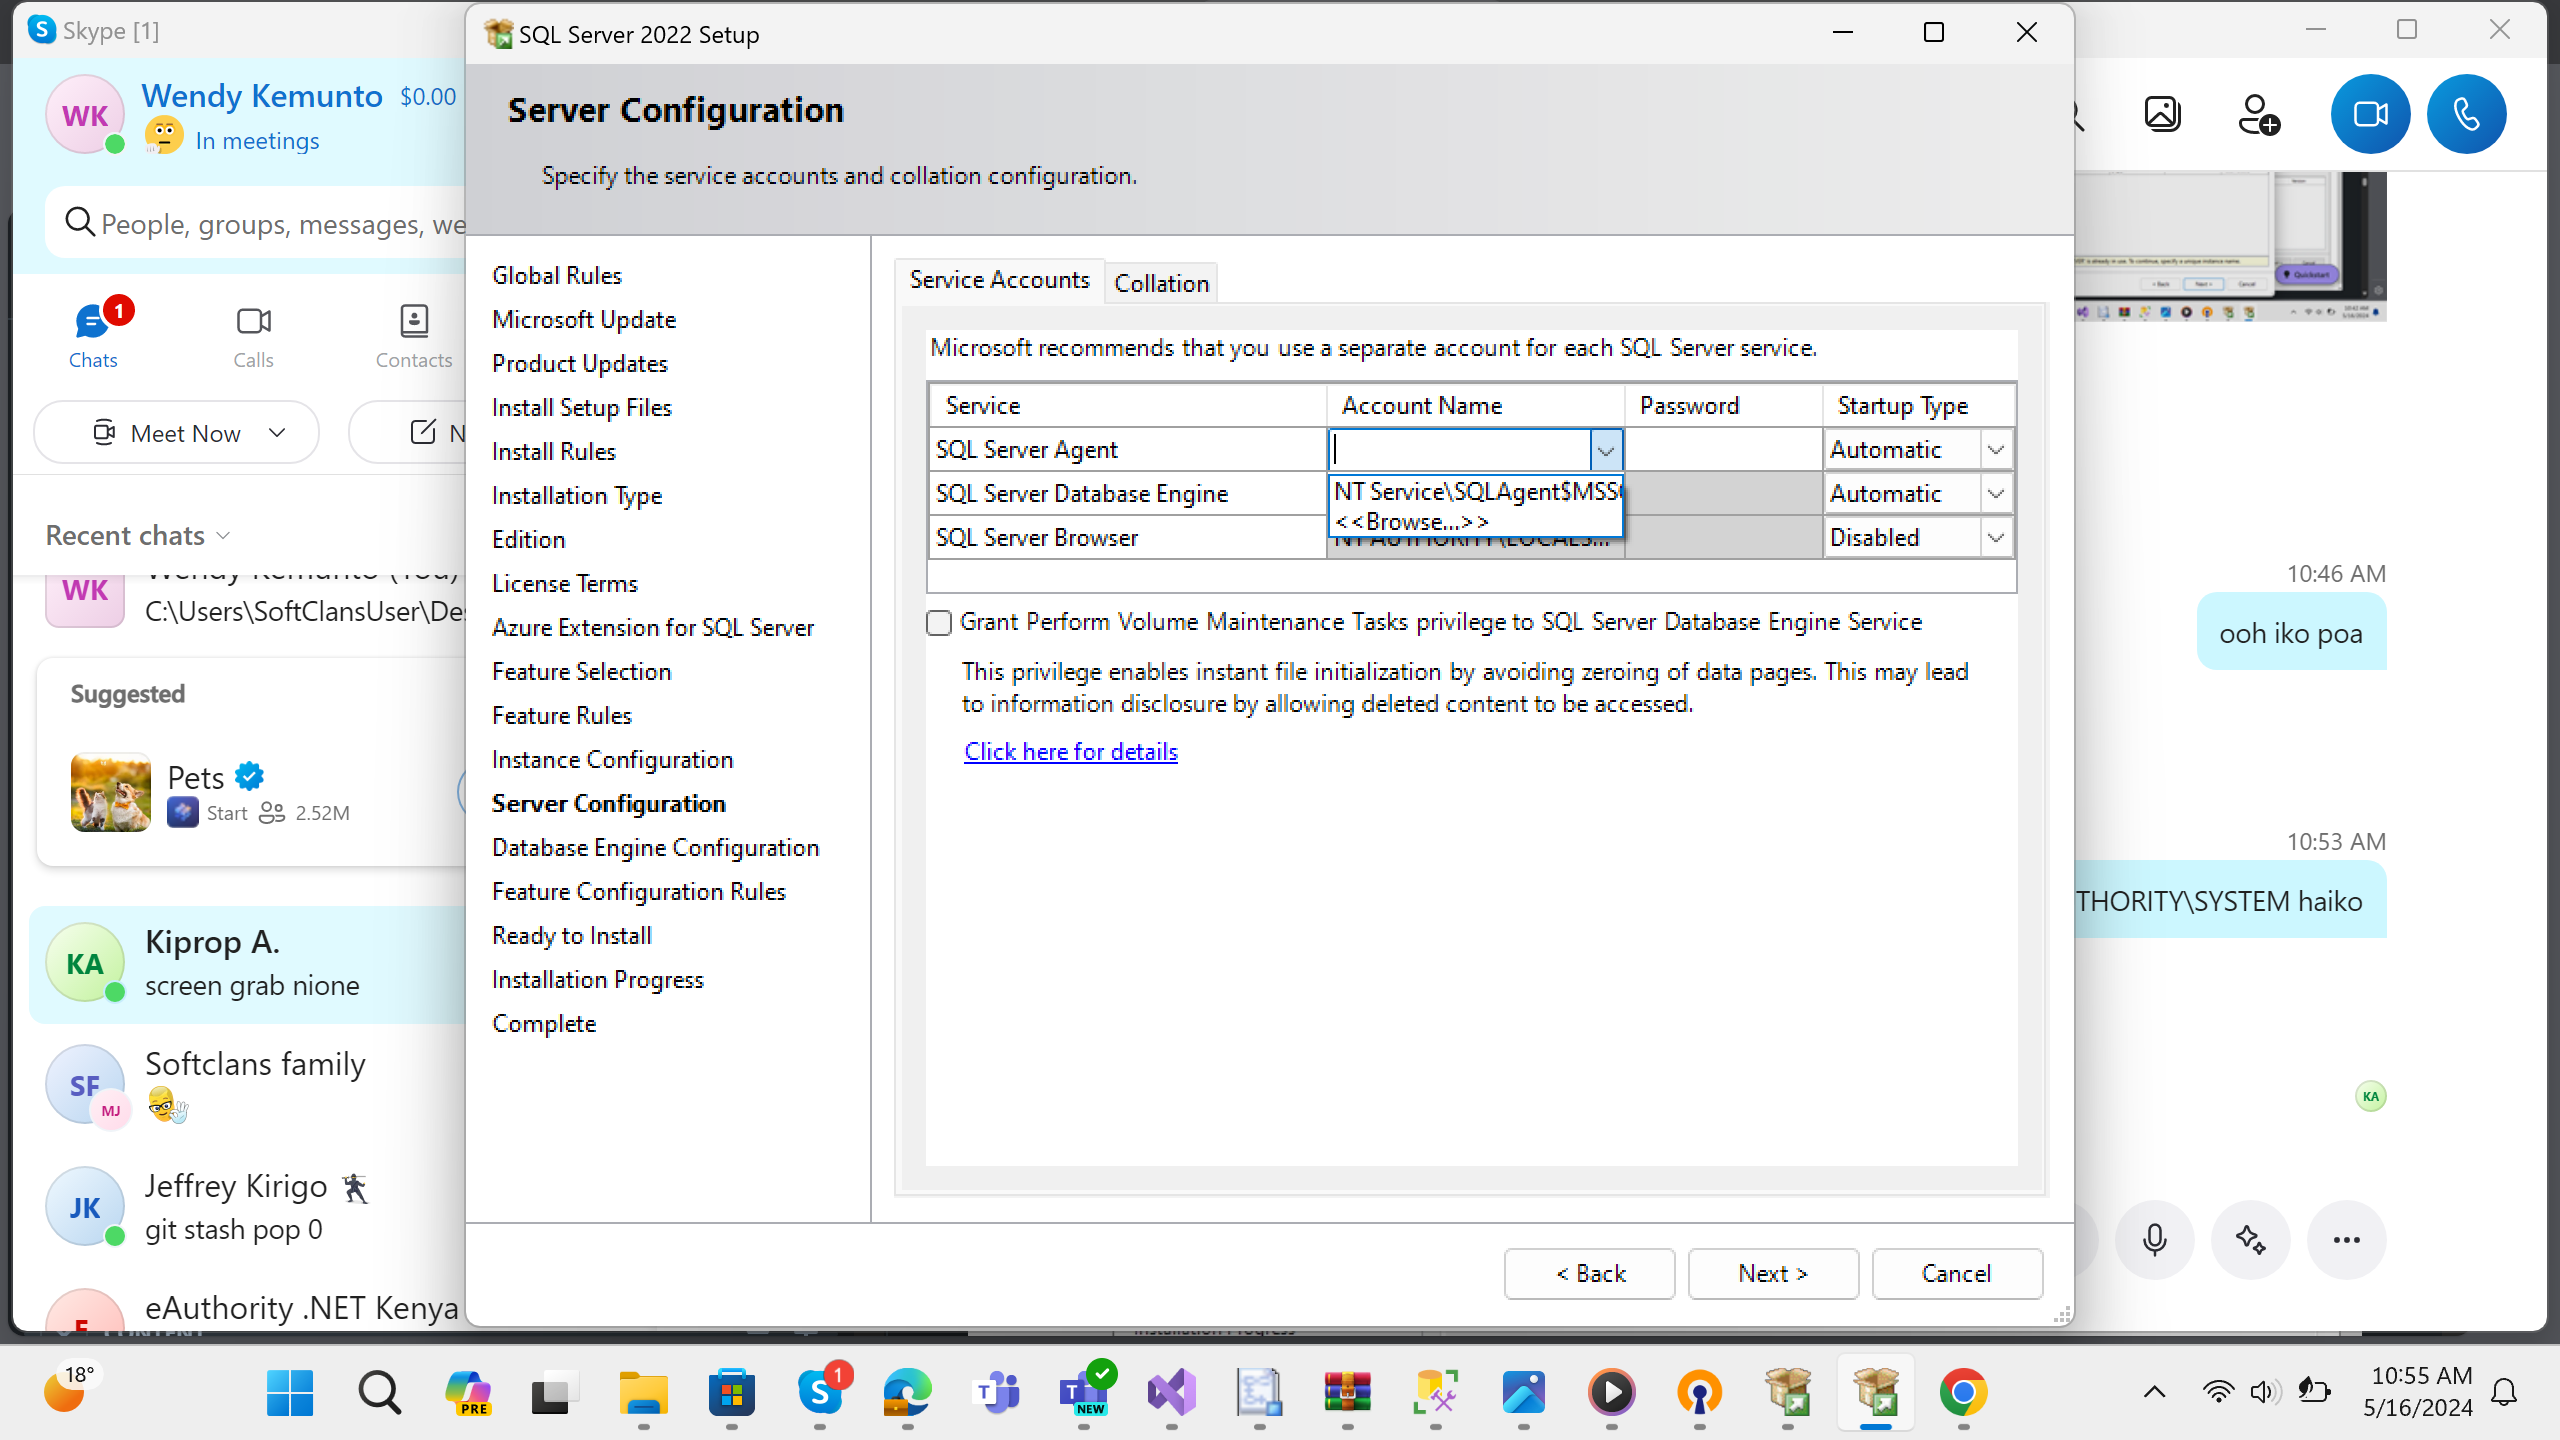 Skype [1]
Wendy Kemunto $0.00
In meetings
People, groups, messages, we
Chats
1
Calls
Contacts
Meet Now
N
Recent chats
WK
Wendy Kemunto (You)
C:\Users\SoftClansUser\De
Suggested
Pets
Start 2.52M
KA
Kiprop A.
screen grab nione
SF
MJ
Softclans family
JK
Jeffrey Kirigo
git stash pop 0
eAuthority .NET Kenya
SQL Server 2022 Setup
Server Configuration
Specify the service accounts and collation configuration.
Global Rules
Microsoft Update
Product Updates
Install Setup Files
Install Rules
Installation Type
Edition
License Terms
Azure Extension for SQL Server
Feature Selection
Feature Rules
Instance Configuration
Server Configuration
Database Engine Configuration
Feature Configuration Rules
Ready to Install
Installation Progress
Complete
Service Accounts
Collation
Microsoft recommends that you use a separate account for each SQL Server service.
Service Account Name Password Startup Type
SQL Server Agent Automatic
NT Service\SQLAgent$MSS
<<Browse...>>
SQL Server Database Engine Automatic
SQL Server Browser NT AUTHORITY\LOCALS... Disabled
Grant Perform Volume Maintenance Tasks privilege to SQL Server Database Engine Service
This privilege enables instant file initialization by avoiding zeroing of data pages. This may lead
to information disclosure by allowing deleted content to be accessed.
Click here for details
< Back
Next >
Cancel
Quickstart
10:46 AM
ooh iko poa
10:53 AM
THORITY\SYSTEM haiko
KA
18°
PRE
1
NEW
10:55 AM
5/16/2024